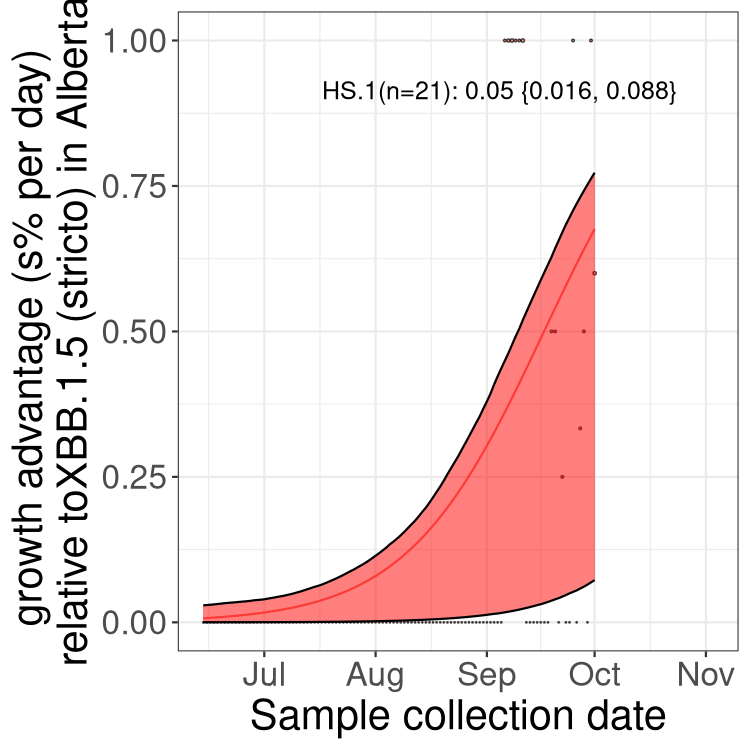 growth advantage (s% per day)
relative toXBB.1.5 (stricto) in Alberta
1.00
0.75
0.50
0.25
0.00
HS.1(n=21): 0.05 {0.016, 0.088}
Jul Aug Sep Oct Nov
Sample collection date